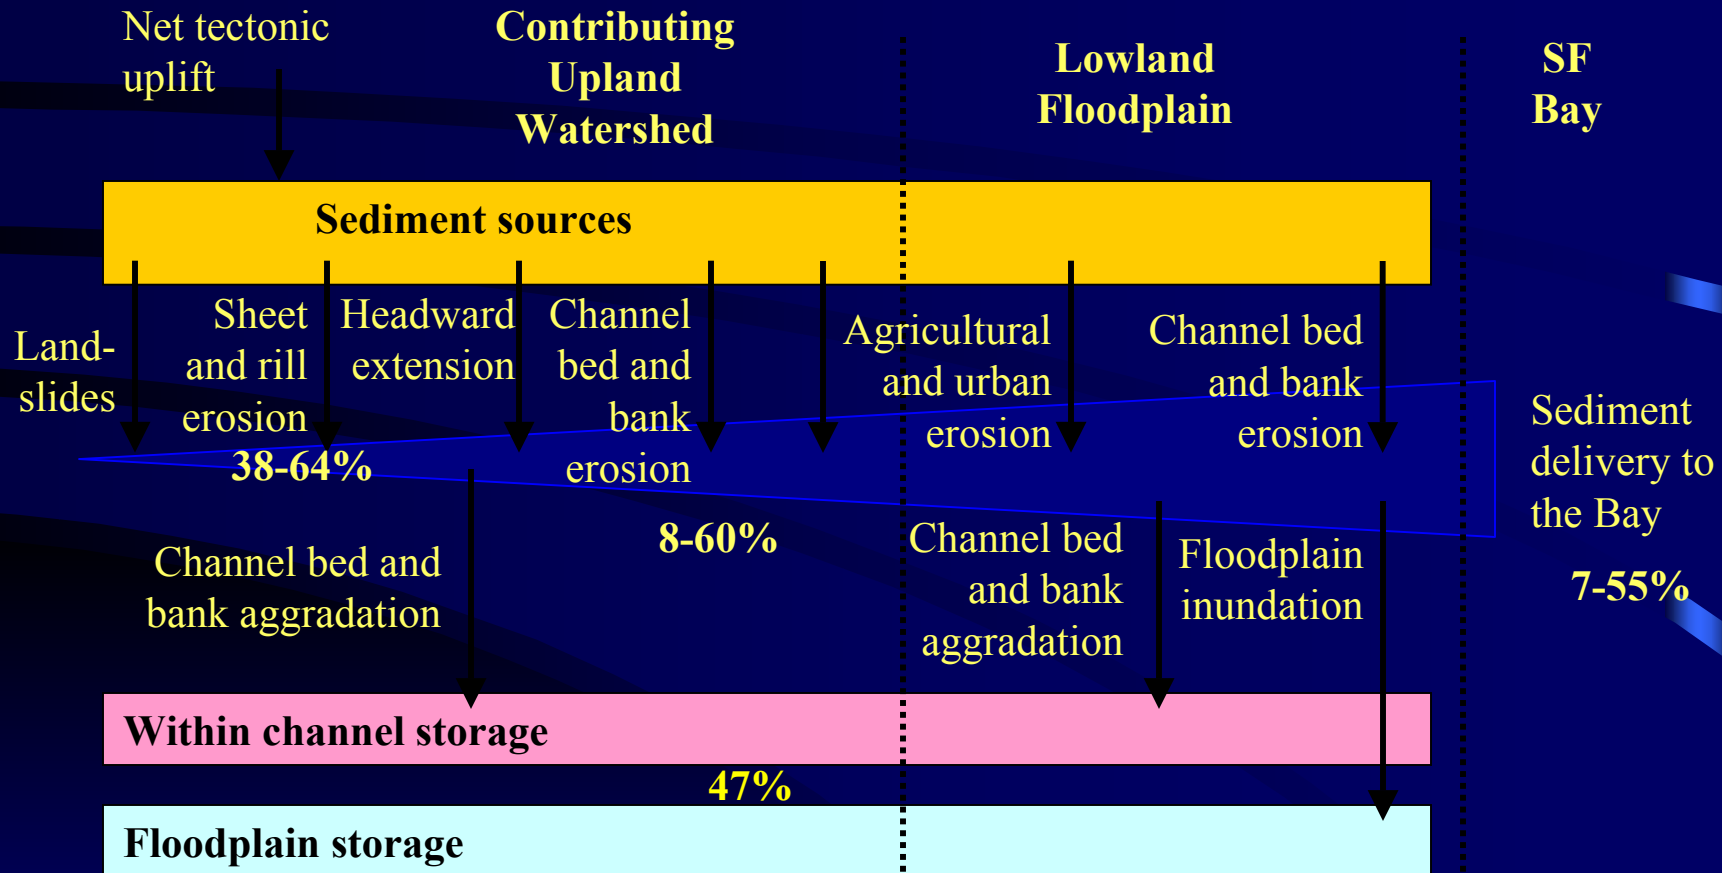 Net tectonic
uplift
Contributing
Upland
Watershed
Lowland
Floodplain
SF
Bay
Sediment sources
Land-
slides
Sheet
and rill
erosion
38-64%
Headward
extension
Channel
bed and
bank
erosion
Agricultural
and urban
erosion
Channel bed
and bank
erosion
Sediment
delivery to
the Bay
7-55%
8-60%
Channel bed and
bank aggradation
Channel bed
and bank
aggradation
Floodplain
inundation
Within channel storage
47%
Floodplain storage